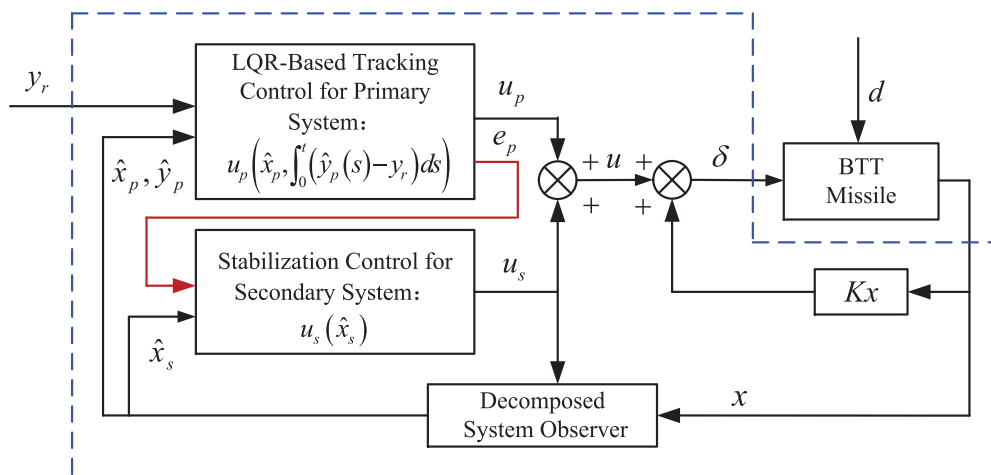 LQR-Based Tracking
Control for Primary
System:
u_p(x̂_p,∫₀ᵗ(ŷ_p(s)−y_r)ds)
y_r
x̂_p, ŷ_p
u_p
e_p
+ u +
+ +
δ
d
BTT
Missile
Stabilization Control for
Secondary System:
u_s(x̂_s)
u_s
x̂_s
Kx
Decomposed
System Observer
x